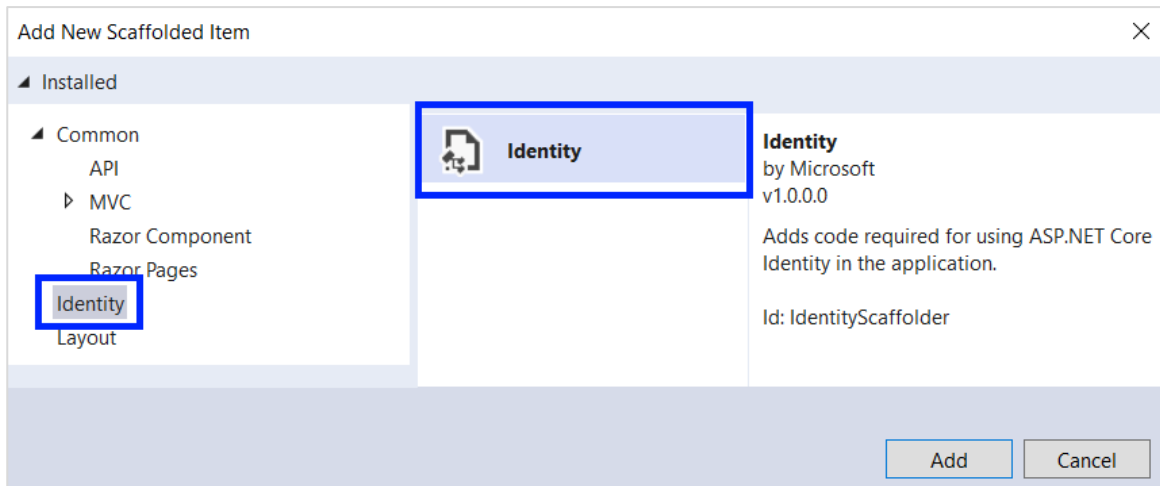 Add New Scaffolded Item
Installed
Common
API
MVC
Razor Component
Razor Pages
Identity
Layout
Identity
Identity
by Microsoft
v1.0.0.0
Adds code required for using ASP.NET Core
Identity in the application.
Id: IdentityScaffolder
Add
Cancel